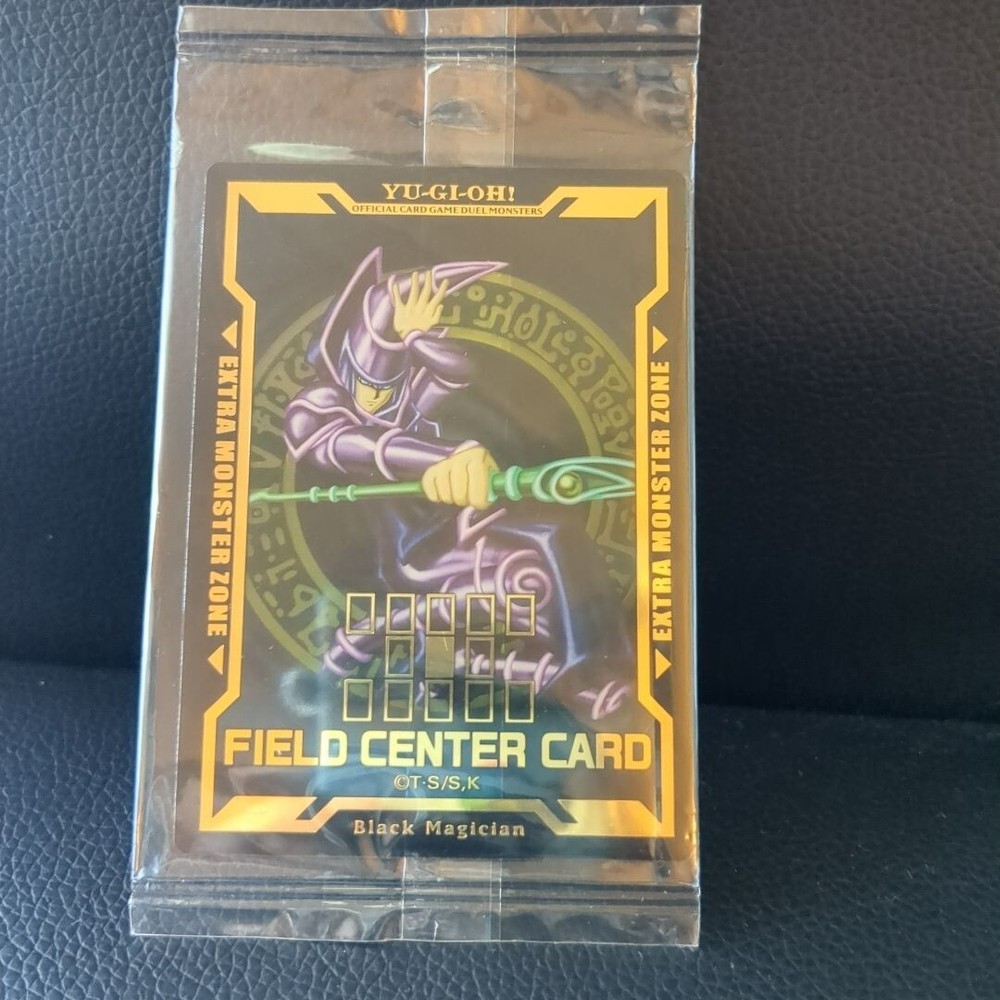 YU-GI-OH!
OFFICIAL CARD GAME DUEL MONSTERS
EXTRA MONSTER ZONE
EXTRA MONSTER ZONE
FIELD CENTER CARD
©T·S/S,K
Black Magician